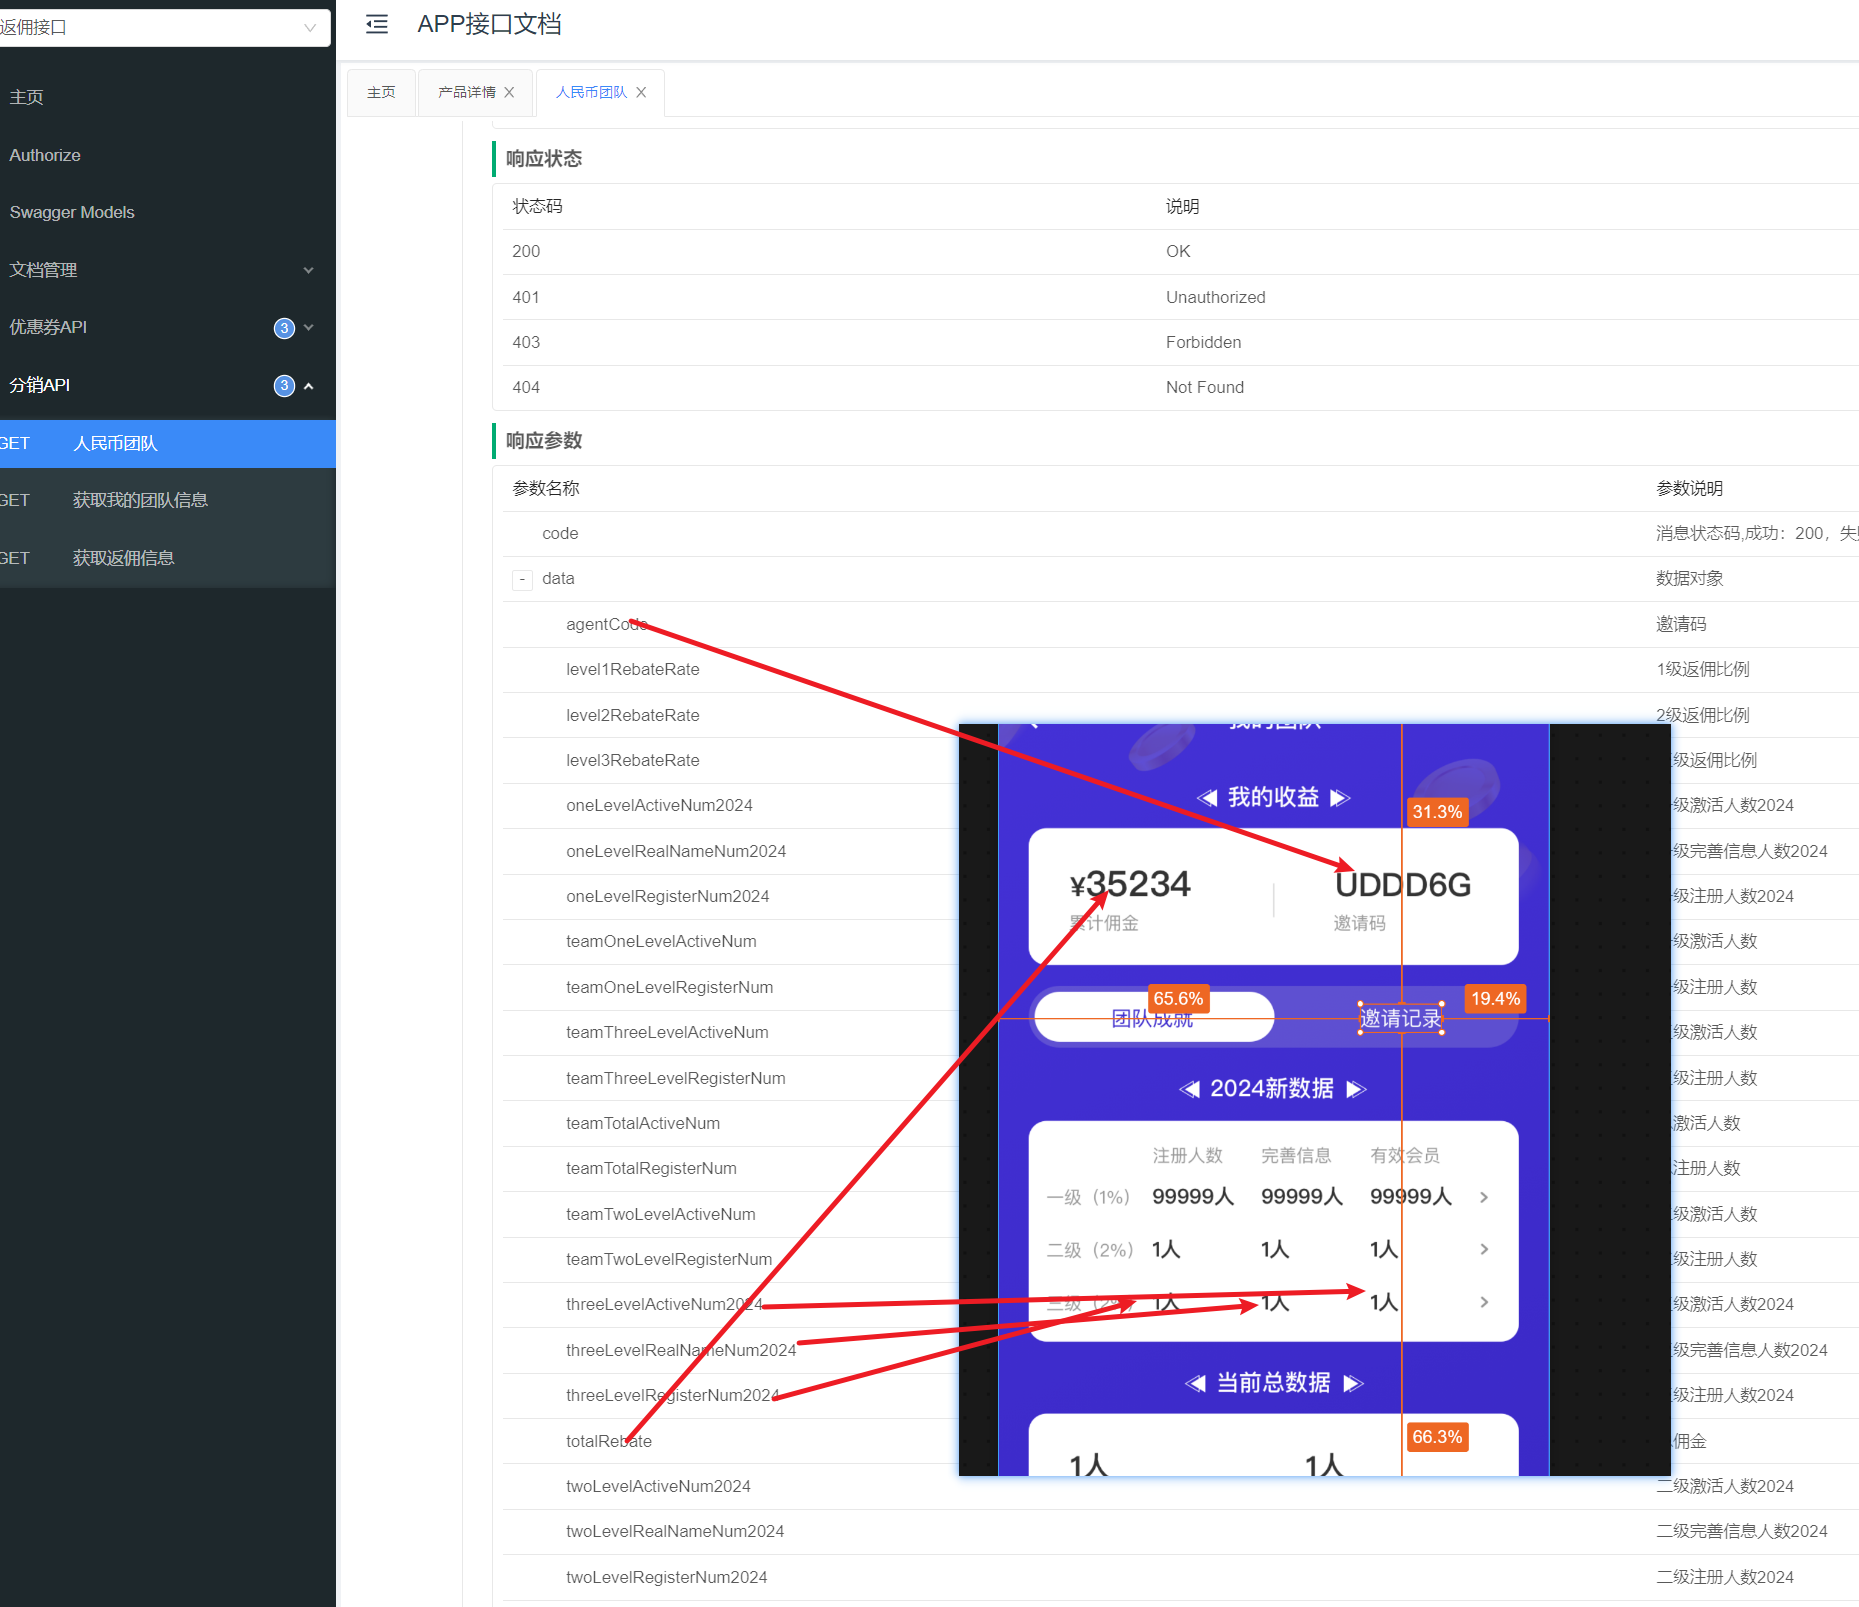 返佣接口
APP接口文档
主页
产品详情
人民币团队
主页
Authorize
Swagger Models
文档管理
优惠券API
3
分销API
3
GET 人民币团队
GET 获取我的团队信息
GET 获取返佣信息
响应状态
状态码 说明
200 OK
401 Unauthorized
403 Forbidden
404 Not Found
响应参数
参数名称 参数说明
code 消息状态码,成功：200，失
- data 数据对象
agentCode 邀请码
level1RebateRate 1级返佣比例
level2RebateRate 2级返佣比例
level3RebateRate 级返佣比例
oneLevelActiveNum2024 级激活人数2024
oneLevelRealNameNum2024 级完善信息人数2024
oneLevelRegisterNum2024 级注册人数2024
teamOneLevelActiveNum 级激活人数
teamOneLevelRegisterNum 级注册人数
teamThreeLevelActiveNum 级激活人数
teamThreeLevelRegisterNum 级注册人数
teamTotalActiveNum 激活人数
teamTotalRegisterNum 注册人数
teamTwoLevelActiveNum 级激活人数
teamTwoLevelRegisterNum 级注册人数
threeLevelActiveNum2024 级激活人数2024
threeLevelRealNameNum2024 级完善信息人数2024
threeLevelRegisterNum2024 级注册人数2024
totalRebate 佣金
twoLevelActiveNum2024 二级激活人数2024
twoLevelRealNameNum2024 二级完善信息人数2024
twoLevelRegisterNum2024 二级注册人数2024
我的团队
我的收益
31.3%
¥35234 UDDD6G
累计佣金 邀请码
65.6% 19.4%
团队成就 邀请记录
2024新数据
注册人数 完善信息 有效会员
一级（1%） 99999人 99999人 99999人
二级（2%） 1人 1人 1人
三级（2%） 1人 1人 1人
当前总数据
66.3%
1人 1人